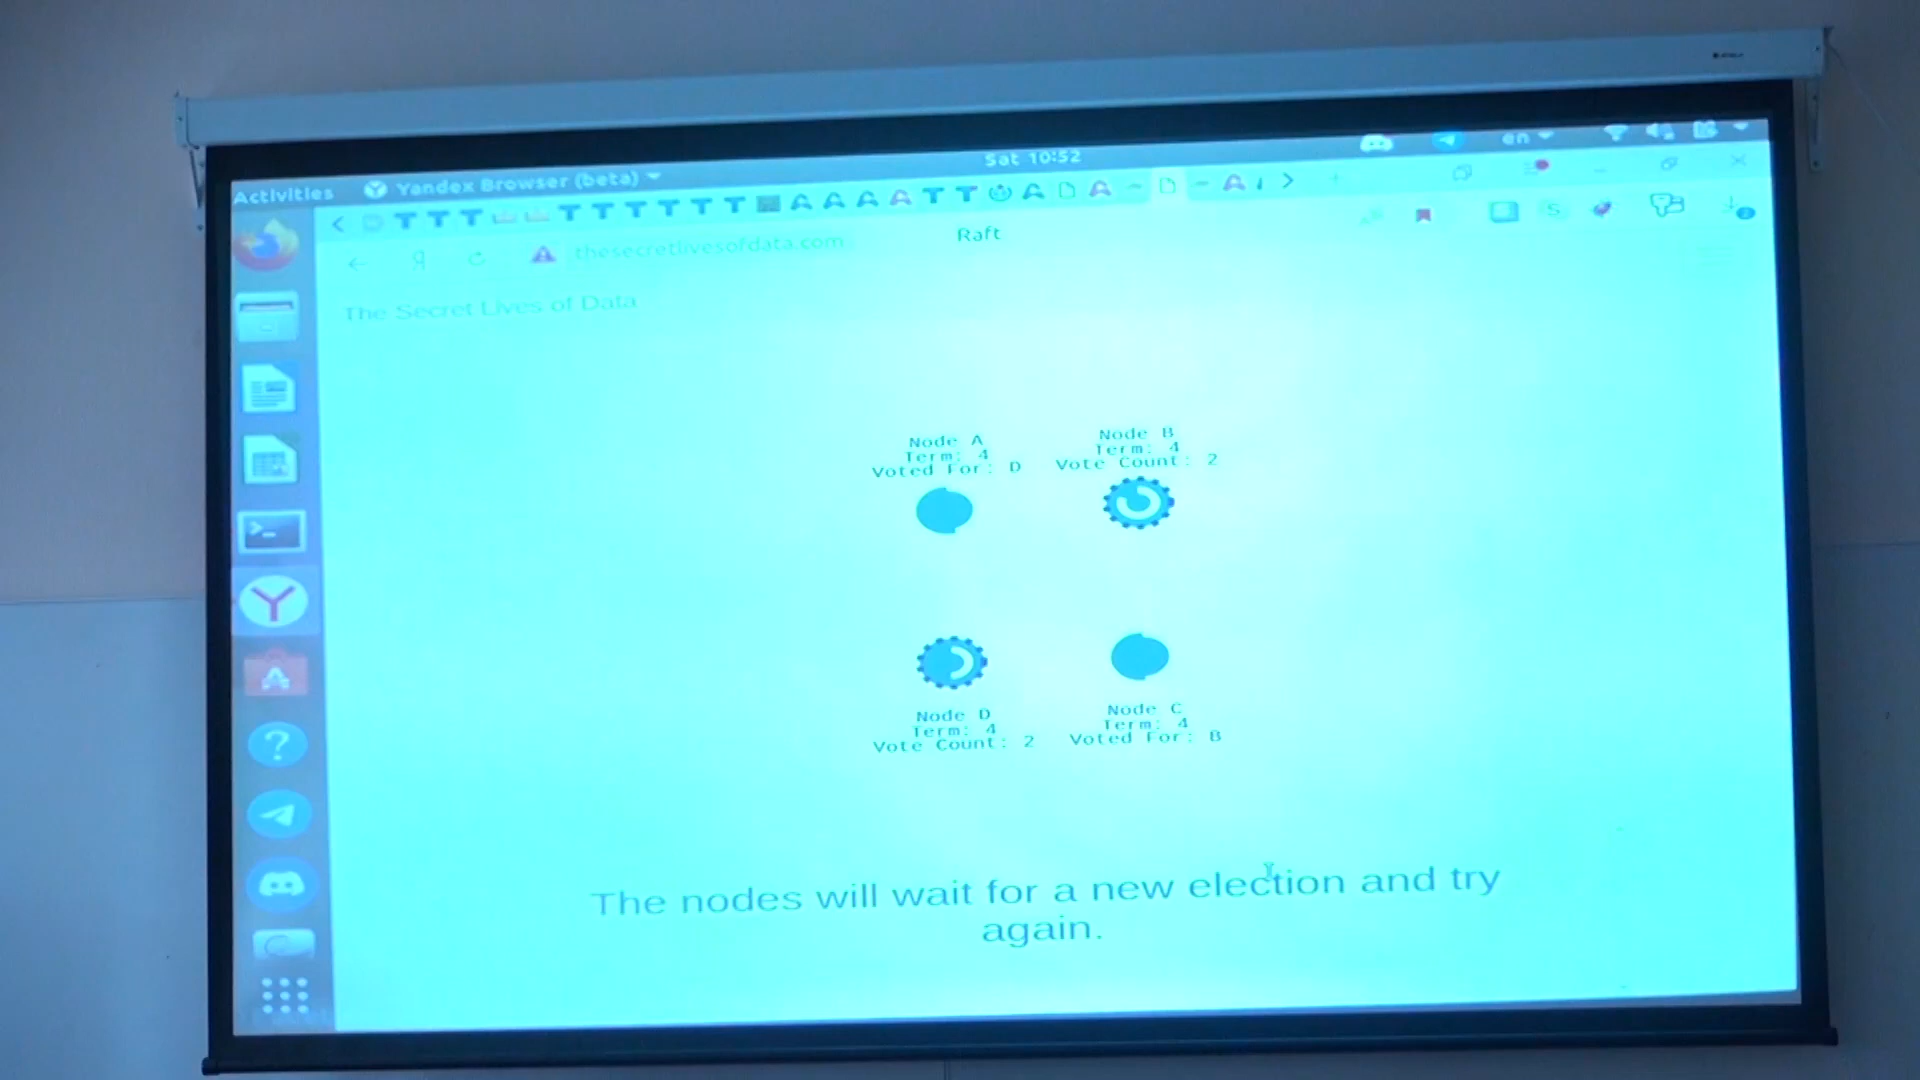 Sat 10:52
en
Activities
Yandex Browser (beta)
thesecretlivesofdata.com
Raft
The Secret Lives of Data
Node A
Term: 4
Voted For: D
Node B
Term: 4
Vote Count: 2
Node D
Term: 4
Vote Count: 2
Node C
Term: 4
Voted For: B
The nodes will wait for a new election and try
again.